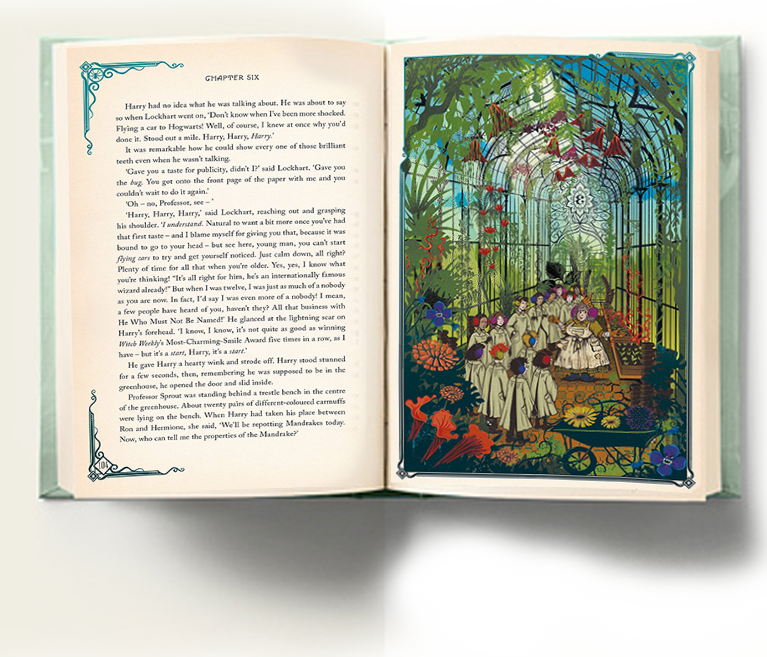 CHAPTER SIX
Harry had no idea what he was talking about. He was about to say
so when Lockhart went on, ‘Don’t know when I’ve been more shocked.
Flying a car to Hogwarts! Well, of course, I knew at once why you’d
done it. Stood out a mile. Harry, Harry, Harry.’
It was remarkable how he could show every one of those brilliant
teeth even when he wasn’t talking.
‘Gave you a taste for publicity, didn’t I?’ said Lockhart. ‘Gave you
the bug. You got onto the front page of the paper with me and you
couldn’t wait to do it again.’
‘Oh – no, Professor, see – ’
‘Harry, Harry, Harry,’ said Lockhart, reaching out and grasping
his shoulder. ‘I understand. Natural to want a bit more once you’ve had
that first taste – and I blame myself for giving you that, because it was
bound to go to your head – but see here, young man, you can’t start
flying cars to try and get yourself noticed. Just calm down, all right?
Plenty of time for all that when you’re older. Yes, yes, I know what
you’re thinking! “It’s all right for him, he’s an internationally famous
wizard already!” But when I was twelve, I was just as much of a nobody
as you are now. In fact, I’d say I was even more of a nobody! I mean,
a few people have heard of you, haven’t they? All that business with
He Who Must Not Be Named!’ He glanced at the lightning scar on
Harry’s forehead. ‘I know, I know, it’s not quite as good as winning
Witch Weekly’s Most-Charming-Smile Award five times in a row, as I
have – but it’s a start, Harry, it’s a start.’
He gave Harry a hearty wink and strode off. Harry stood stunned
for a few seconds, then, remembering he was supposed to be in the
greenhouse, he opened the door and slid inside.
Professor Sprout was standing behind a trestle bench in the centre
of the greenhouse. About twenty pairs of different-coloured earmuffs
were lying on the bench. When Harry had taken his place between
Ron and Hermione, she said, ‘We’ll be repotting Mandrakes today.
Now, who can tell me the properties of the Mandrake?’
104